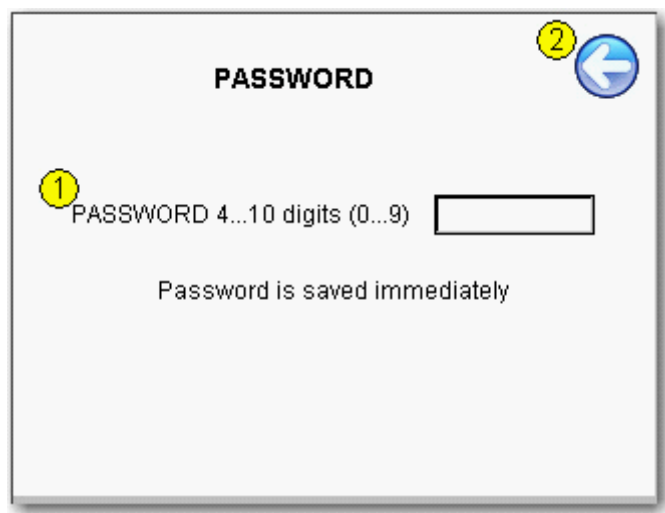 2
PASSWORD
1
PASSWORD 4...10 digits (0...9)
Password is saved immediately